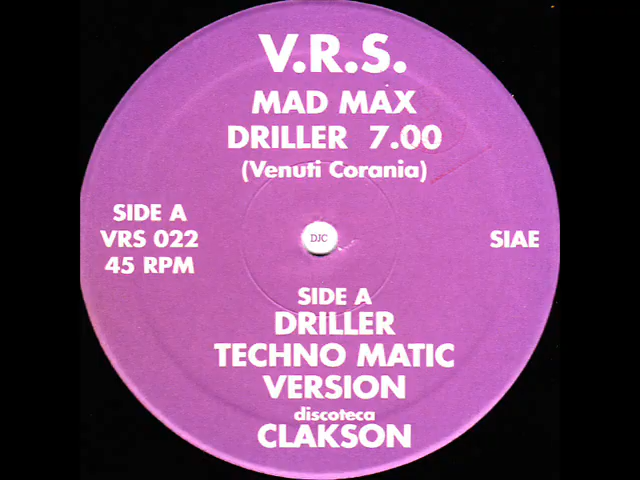 V.R.S.
MAD MAX
DRILLER 7.00
(Venuti Corania)
SIDE A
VRS 022
45 RPM
DJC
SIAE
SIDE A
DRILLER
TECHNO MATIC
VERSION
discoteca
CLAKSON